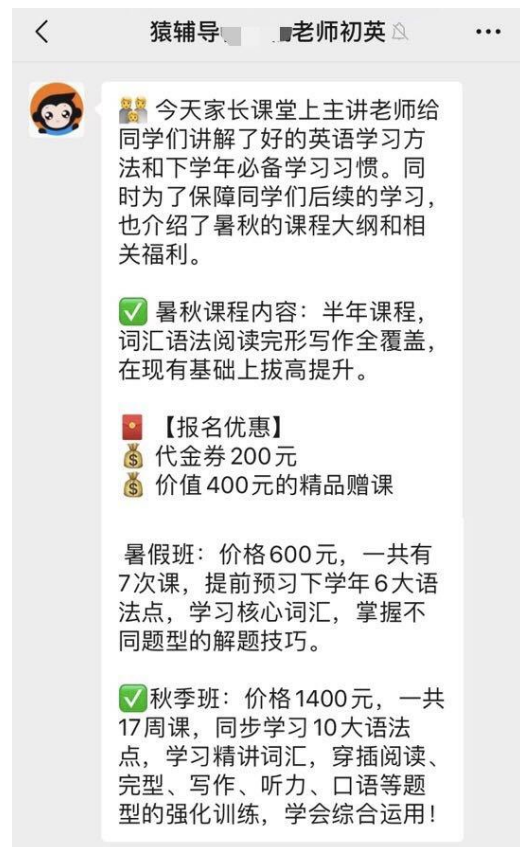 猿辅导 老师初英
今天家长课堂上主讲老师给
同学们讲解了好的英语学习方
法和下学年必备学习习惯。同
时为了保障同学们后续的学习，
也介绍了暑秋的课程大纲和相
关福利。
暑秋课程内容：半年课程，
词汇语法阅读完形写作全覆盖，
在现有基础上拔高提升。
【报名优惠】
代金券200元
价值400元的精品赠课
暑假班：价格600元，一共有
7次课，提前预习下学年6大语
法点，学习核心词汇，掌握不
同题型的解题技巧。
秋季班：价格1400元，一共
17周课，同步学习10大语法
点，学习精讲词汇，穿插阅读、
完型、写作、听力、口语等题
型的强化训练，学会综合运用！